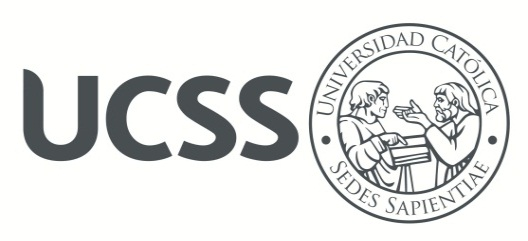 UCSS
UNIVERSIDAD CATÓLICA
SEDES SAPIENTIAE